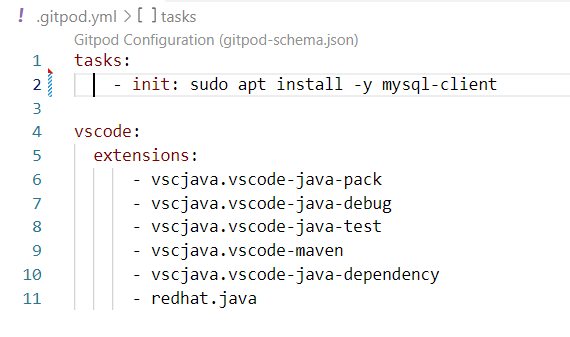 ! .gitpod.yml > [ ] tasks
Gitpod Configuration (gitpod-schema.json)
1 tasks:
2 - init: sudo apt install -y mysql-client
3
4 vscode:
5 extensions:
6 - vscjava.vscode-java-pack
7 - vscjava.vscode-java-debug
8 - vscjava.vscode-java-test
9 - vscjava.vscode-maven
10 - vscjava.vscode-java-dependency
11 - redhat.java